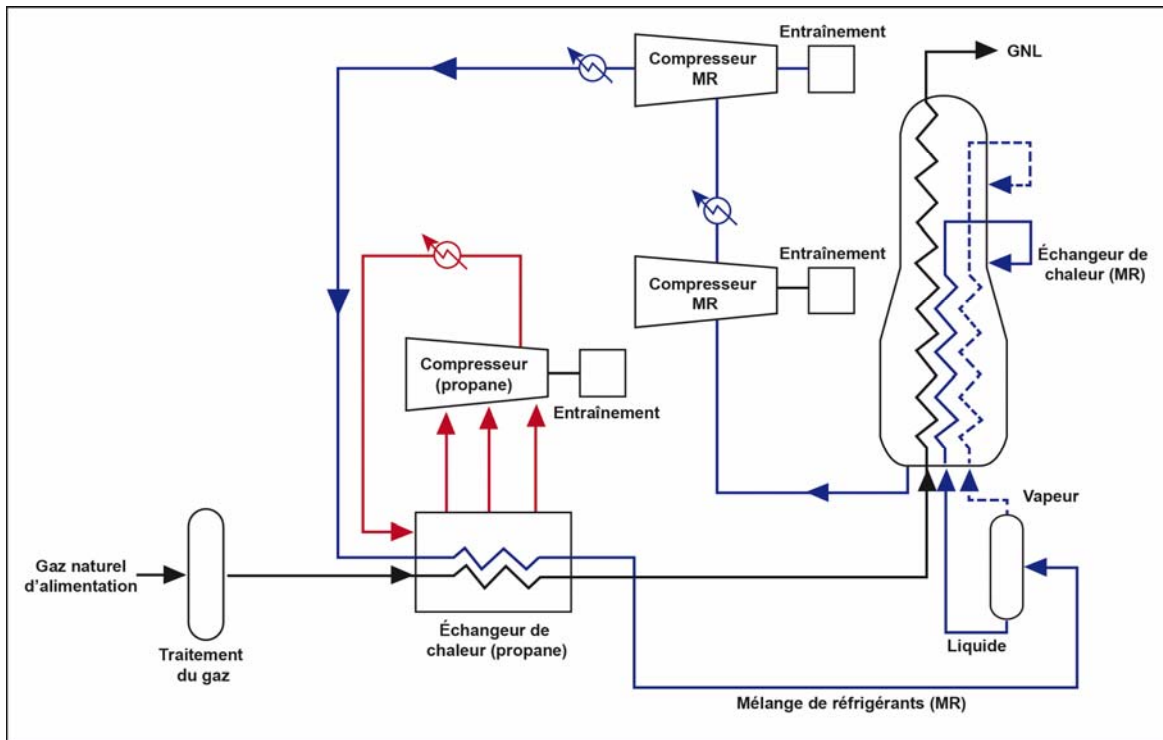 Entraînement
GNL
Compresseur
MR
Entraînement
Compresseur
MR
Échangeur de
chaleur (MR)
Compresseur
(propane)
Entraînement
Vapeur
Gaz naturel
d'alimentation
Traitement
du gaz
Échangeur de
chaleur (propane)
Liquide
Mélange de réfrigérants (MR)